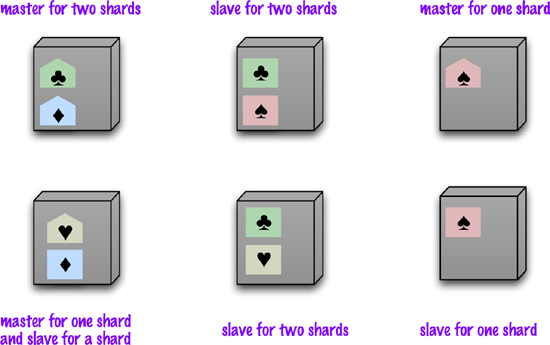 master for two shards
slave for two shards
master for one shard
master for one shard
and slave for a shard
slave for two shards
slave for one shard